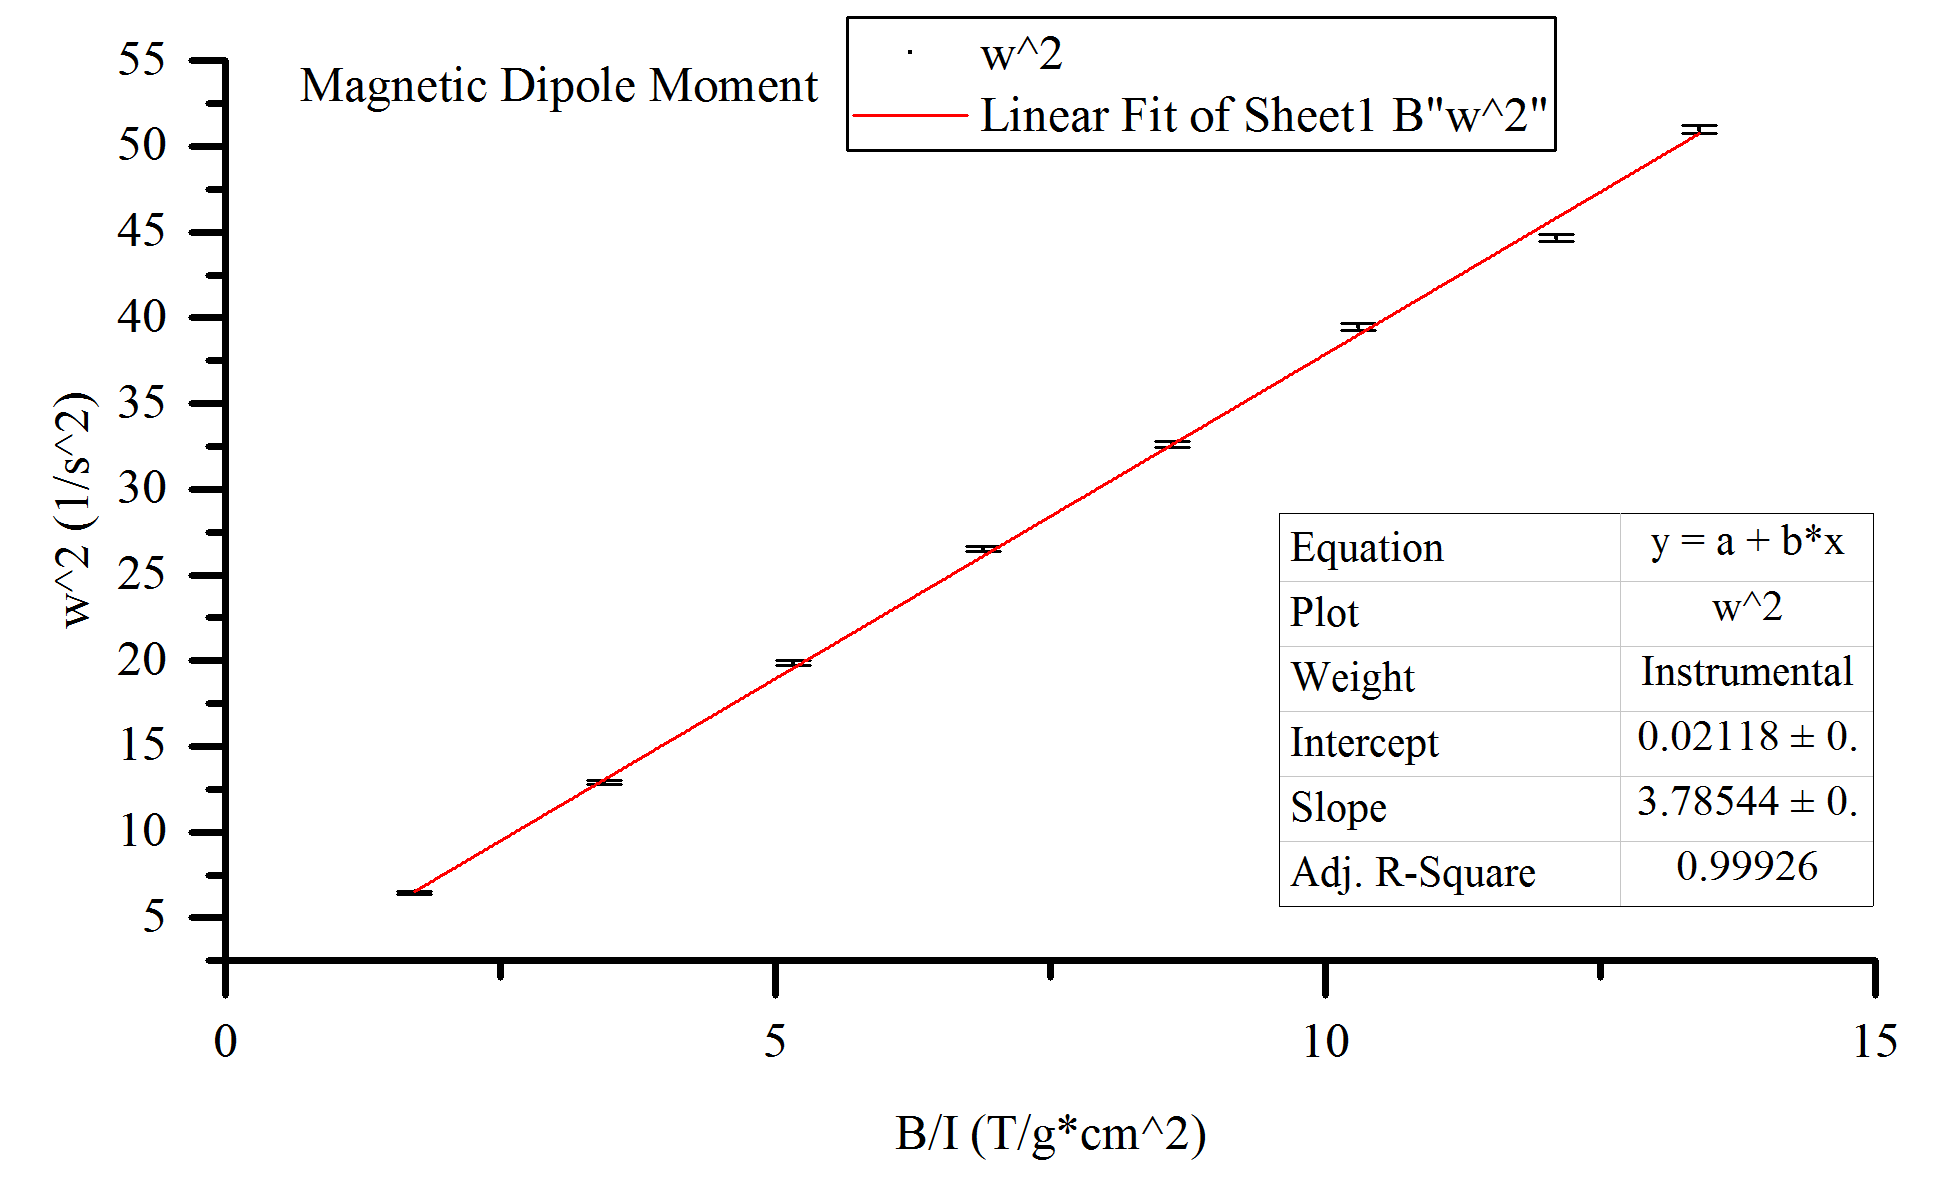 Magnetic Dipole Moment
w^2
Linear Fit of Sheet1 B"w^2"
55
50
45
40
35
30
25
20
15
10
5
w^2 (1/s^2)
Equation y = a + b*x
Plot w^2
Weight Instrumental
Intercept 0.02118 ± 0.
Slope 3.78544 ± 0.
Adj. R-Square 0.99926
0 5 10 15
B/I (T/g*cm^2)